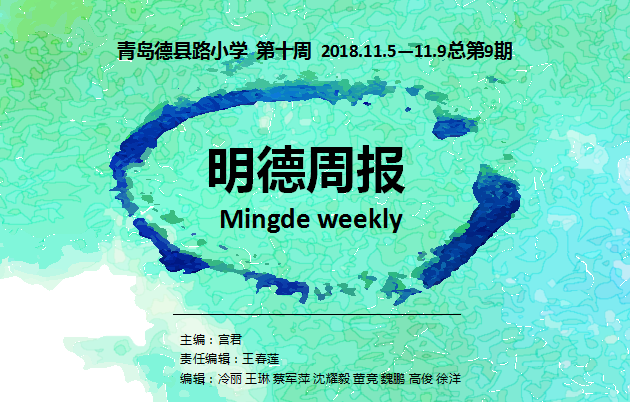 青岛德县路小学 第十周 2018.11.5—11.9总第9期
明德周报
Mingde weekly
主编：宫君
责任编辑：王春莲
编辑：冷丽 王琳 蔡军萍 沈耀毅 董竞 魏鹏 高俊 徐洋